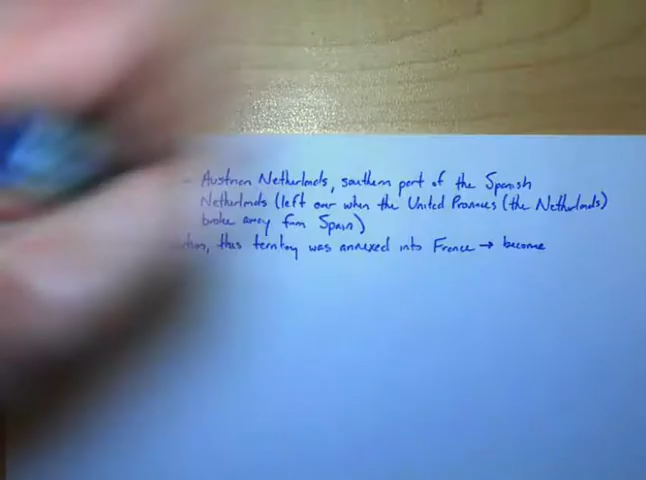 - Austrian Netherlands, southern part of the Spanish
Netherlands (left over when the United Provinces (the Netherlands)
broke away from Spain)
this territory was annexed into France → become